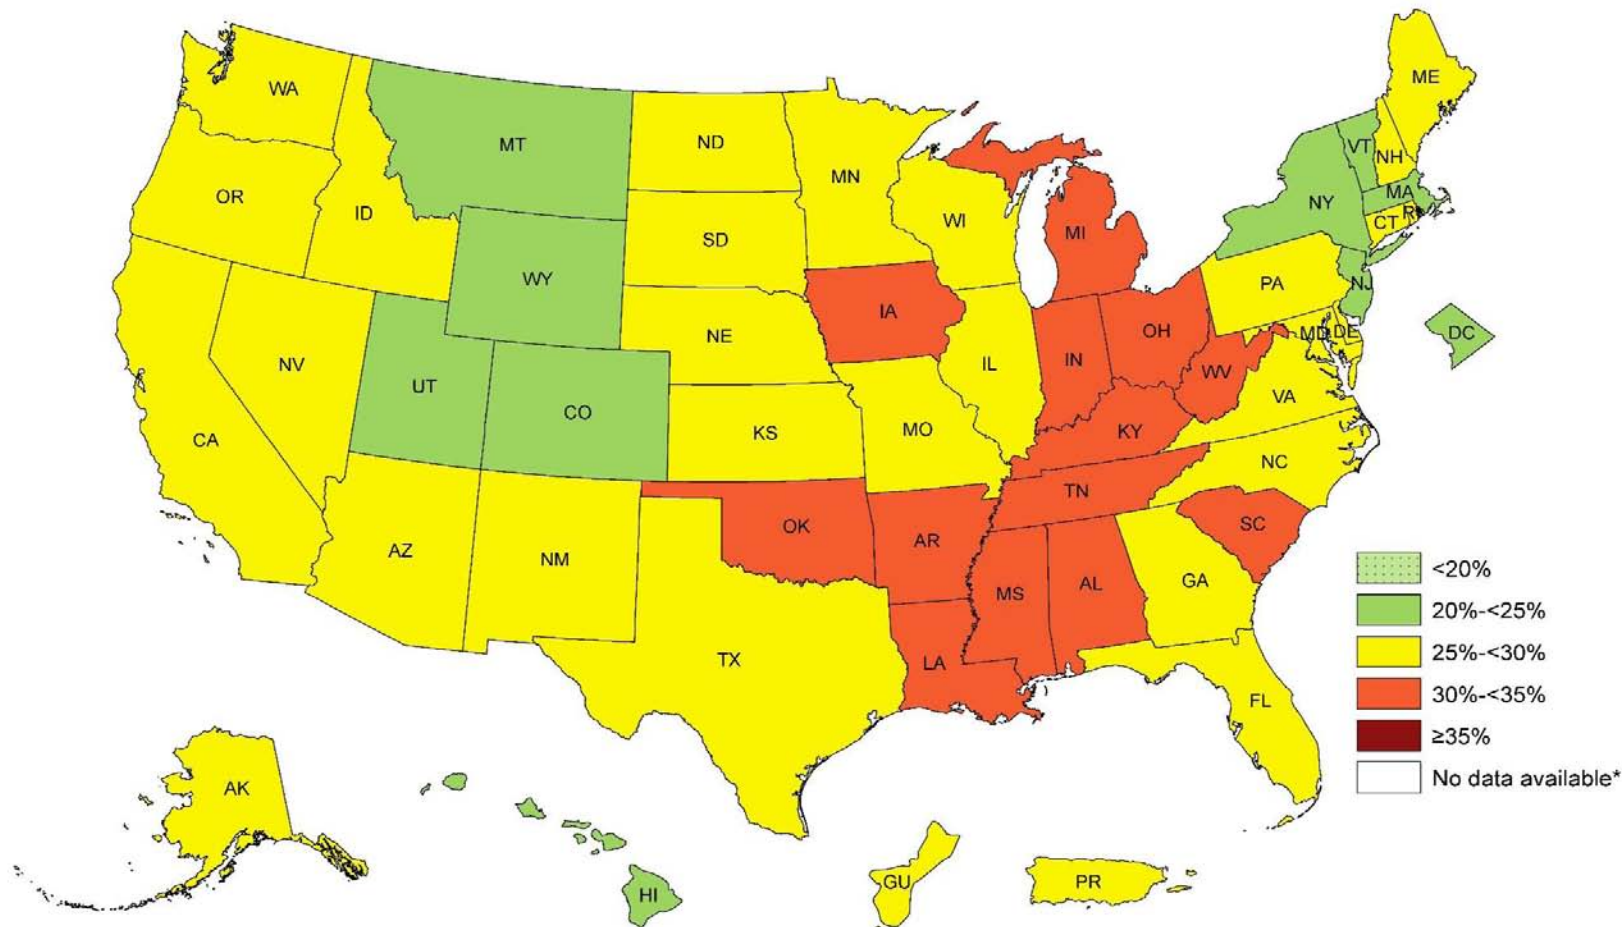 ME
WA
MT
ND
MN
VT
NH
OR
ID
SD
WI
NY
MA
CT
R
MI
WY
PA
NJ
IA
NE
OH
MD
DE
DC
NV
UT
CO
IL
IN
WV
VA
CA
KS
MO
KY
NC
TN
AZ
NM
OK
AR
SC
MS
AL
GA
TX
LA
FL
AK
HI
GU
PR
<20%
20%-<25%
25%-<30%
30%-<35%
≥35%
No data available*